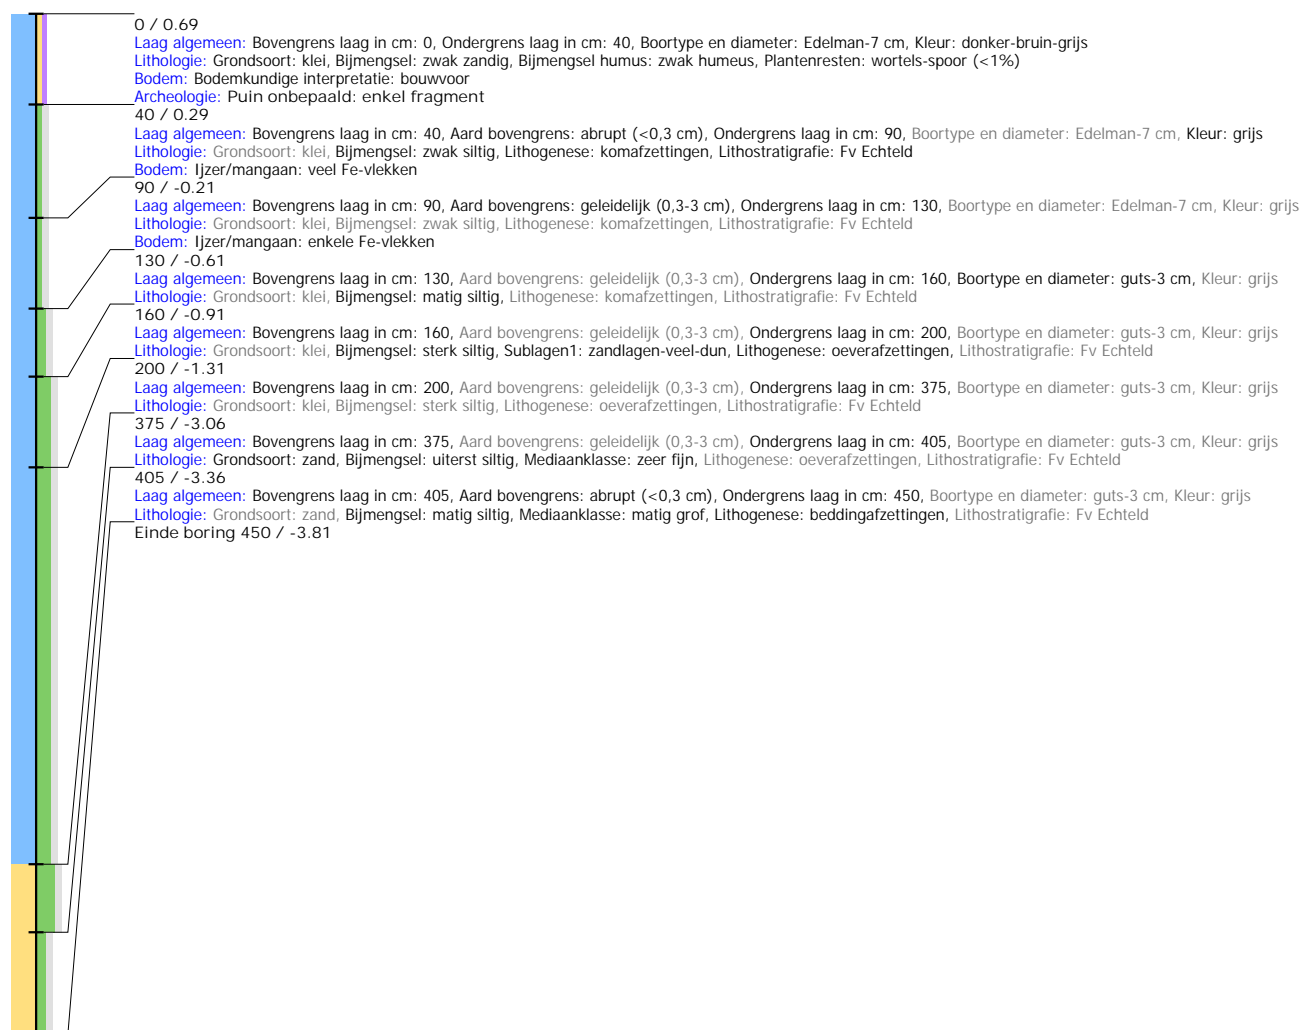 0 / 0.69
Laag algemeen: Bovengrens laag in cm: 0, Ondergrens laag in cm: 40, Boortype en diameter: Edelman-7 cm, Kleur: donker-bruin-grijs
Lithologie: Grondsoort: klei, Bijmengsel: zwak zandig, Bijmengsel humus: zwak humeus, Plantenresten: wortels-spoor (<1%)
Bodem: Bodemkundige interpretatie: bouwvoor
Archeologie: Puin onbepaald: enkel fragment
40 / 0.29
Laag algemeen: Bovengrens laag in cm: 40, Aard bovengrens: abrupt (<0,3 cm), Ondergrens laag in cm: 90, Boortype en diameter: Edelman-7 cm, Kleur: grijs
Lithologie: Grondsoort: klei, Bijmengsel: zwak siltig, Lithogenese: komafzettingen, Lithostratigrafie: Fv Echteld
Bodem: Ijzer/mangaan: veel Fe-vlekken
90 / -0.21
Laag algemeen: Bovengrens laag in cm: 90, Aard bovengrens: geleidelijk (0,3-3 cm), Ondergrens laag in cm: 130, Boortype en diameter: Edelman-7 cm, Kleur: grijs
Lithologie: Grondsoort: klei, Bijmengsel: zwak siltig, Lithogenese: komafzettingen, Lithostratigrafie: Fv Echteld
Bodem: Ijzer/mangaan: enkele Fe-vlekken
130 / -0.61
Laag algemeen: Bovengrens laag in cm: 130, Aard bovengrens: geleidelijk (0,3-3 cm), Ondergrens laag in cm: 160, Boortype en diameter: guts-3 cm, Kleur: grijs
Lithologie: Grondsoort: klei, Bijmengsel: matig siltig, Lithogenese: komafzettingen, Lithostratigrafie: Fv Echteld
160 / -0.91
Laag algemeen: Bovengrens laag in cm: 160, Aard bovengrens: geleidelijk (0,3-3 cm), Ondergrens laag in cm: 200, Boortype en diameter: guts-3 cm, Kleur: grijs
Lithologie: Grondsoort: klei, Bijmengsel: sterk siltig, Sublagen1: zandlagen-veel-dun, Lithogenese: oeverafzettingen, Lithostratigrafie: Fv Echteld
200 / -1.31
Laag algemeen: Bovengrens laag in cm: 200, Aard bovengrens: geleidelijk (0,3-3 cm), Ondergrens laag in cm: 375, Boortype en diameter: guts-3 cm, Kleur: grijs
Lithologie: Grondsoort: klei, Bijmengsel: sterk siltig, Lithogenese: oeverafzettingen, Lithostratigrafie: Fv Echteld
375 / -3.06
Laag algemeen: Bovengrens laag in cm: 375, Aard bovengrens: geleidelijk (0,3-3 cm), Ondergrens laag in cm: 405, Boortype en diameter: guts-3 cm, Kleur: grijs
Lithologie: Grondsoort: zand, Bijmengsel: uiterst siltig, Mediaanklasse: zeer fijn, Lithogenese: oeverafzettingen, Lithostratigrafie: Fv Echteld
405 / -3.36
Laag algemeen: Bovengrens laag in cm: 405, Aard bovengrens: abrupt (<0,3 cm), Ondergrens laag in cm: 450, Boortype en diameter: guts-3 cm, Kleur: grijs
Lithologie: Grondsoort: zand, Bijmengsel: matig siltig, Mediaanklasse: matig grof, Lithogenese: beddingafzettingen, Lithostratigrafie: Fv Echteld
Einde boring 450 / -3.81